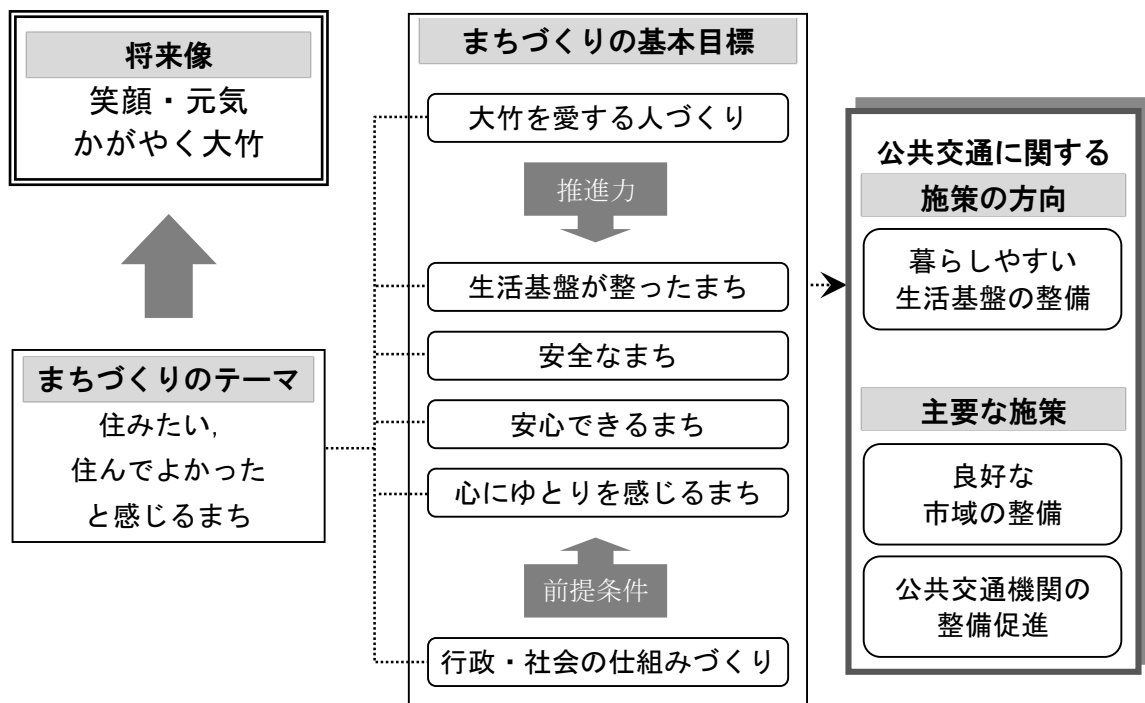 将来像
笑顔・元気
かがやく大竹
まちづくりのテーマ
住みたい,
住んでよかった
と感じるまち
まちづくりの基本目標
大竹を愛する人づくり
推進力
生活基盤が整ったまち
安全なまち
安心できるまち
心にゆとりを感じるまち
前提条件
行政・社会の仕組みづくり
公共交通に関する
施策の方向
暮らしやすい
生活基盤の整備
主要な施策
良好な
市域の整備
公共交通機関の
整備促進